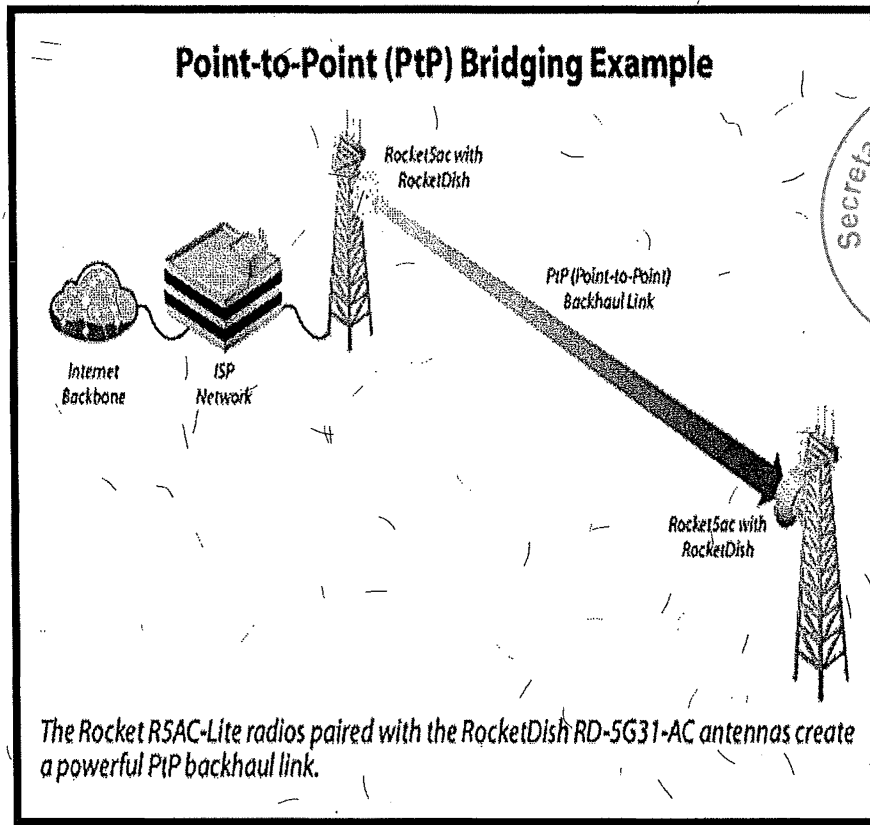 Point-to-Point (PtP) Bridging Example
Rocket5ac with
RocketDish
PtP (Point-to-Point)
Backhaul Link
Internet
Backbone
ISP
Network
Rocket5ac with
RocketDish
The Rocket R5AC-Lite radios paired with the RocketDish RD-5G31-AC antennas create
a powerful PtP backhaul link.